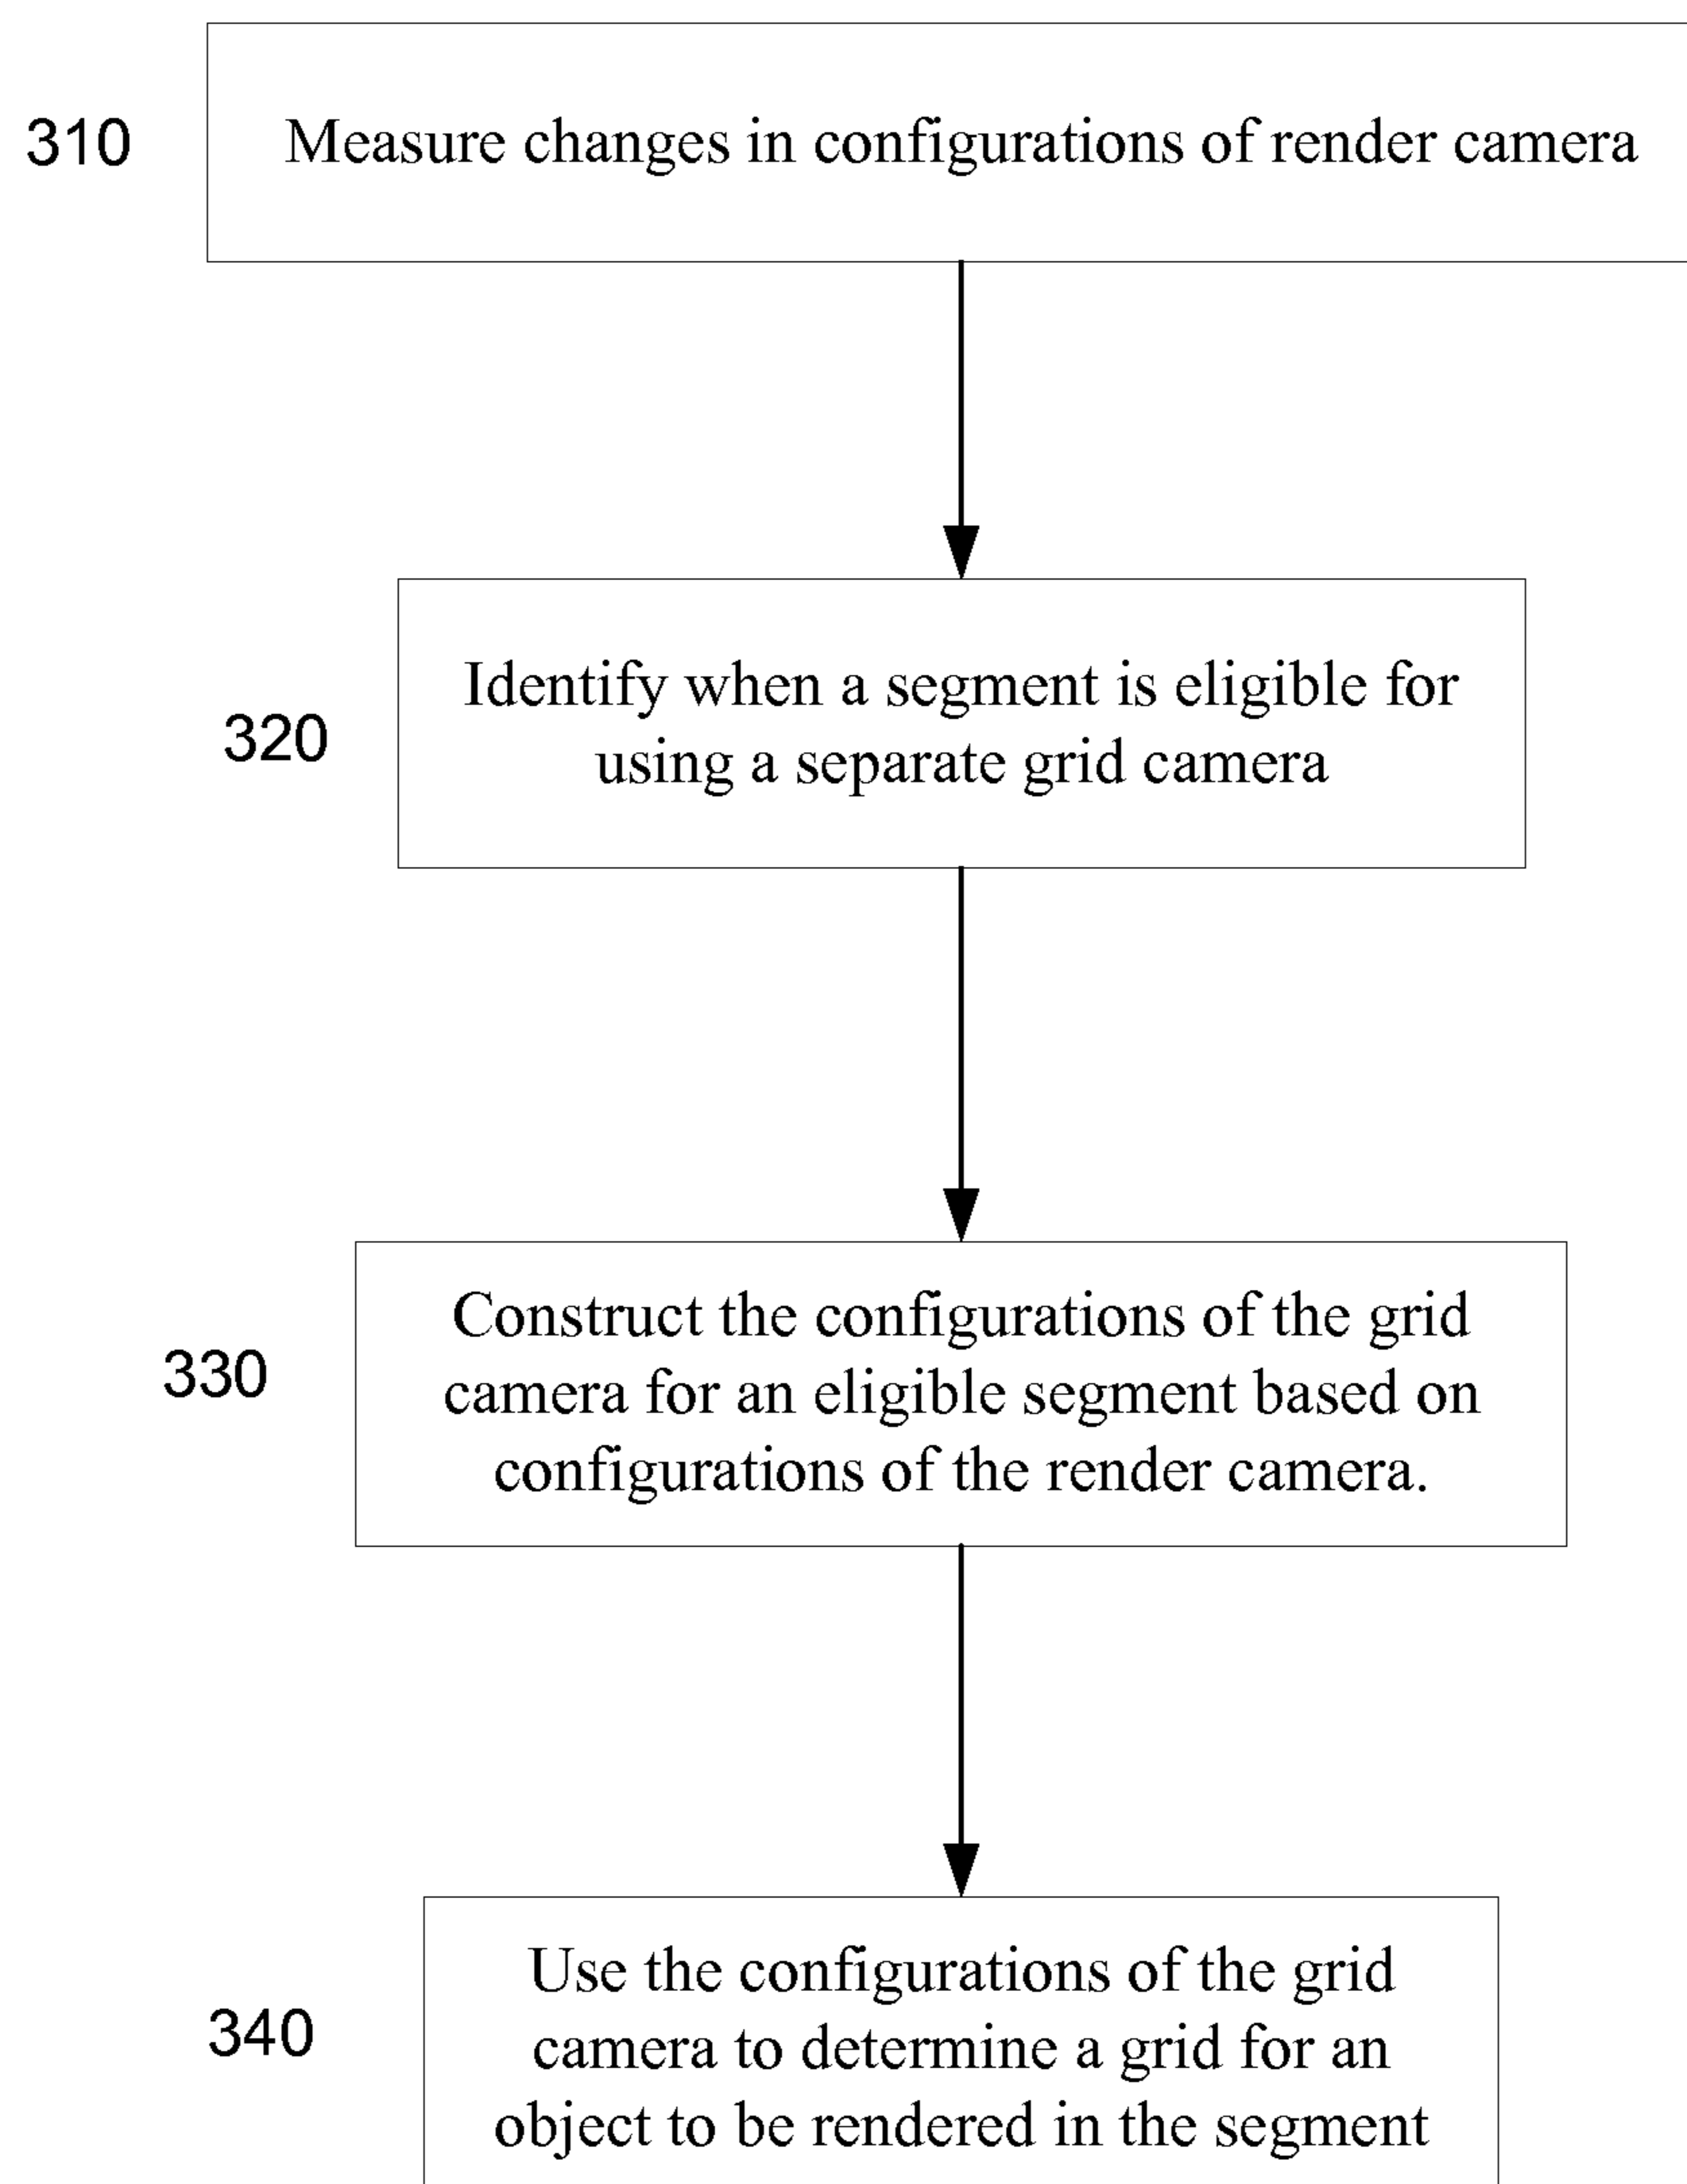 310
Measure changes in configurations of render camera
320
Identify when a segment is eligible for
using a separate grid camera
330
Construct the configurations of the grid
camera for an eligible segment based on
configurations of the render camera.
340
Use the configurations of the grid
camera to determine a grid for an
object to be rendered in the segment